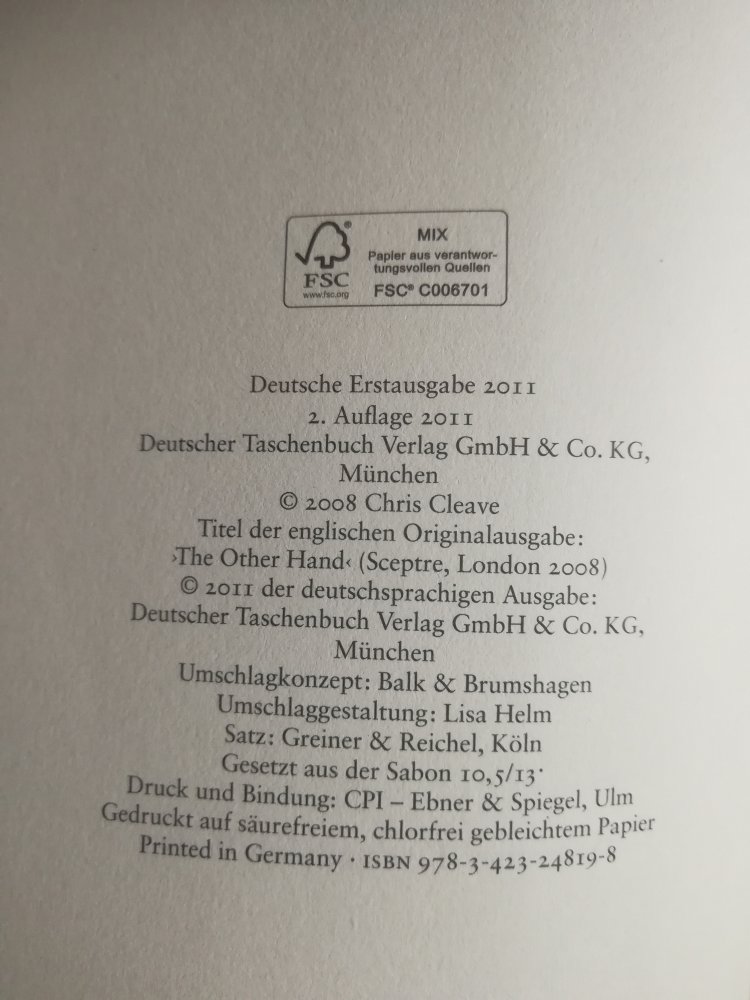 FSC®
www.fsc.org
MIX
Papier aus verantwor-
tungsvollen Quellen
FSC® C006701
Deutsche Erstausgabe 2011
2. Auflage 2011
Deutscher Taschenbuch Verlag GmbH & Co. KG,
München
© 2008 Chris Cleave
Titel der englischen Originalausgabe:
›The Other Hand‹ (Sceptre, London 2008)
© 2011 der deutschsprachigen Ausgabe:
Deutscher Taschenbuch Verlag GmbH & Co. KG,
München
Umschlagkonzept: Balk & Brumshagen
Umschlaggestaltung: Lisa Helm
Satz: Greiner & Reichel, Köln
Gesetzt aus der Sabon 10,5/13˙
Druck und Bindung: CPI – Ebner & Spiegel, Ulm
Gedruckt auf säurefreiem, chlorfrei gebleichtem Papier
Printed in Germany · ISBN 978-3-423-24819-8